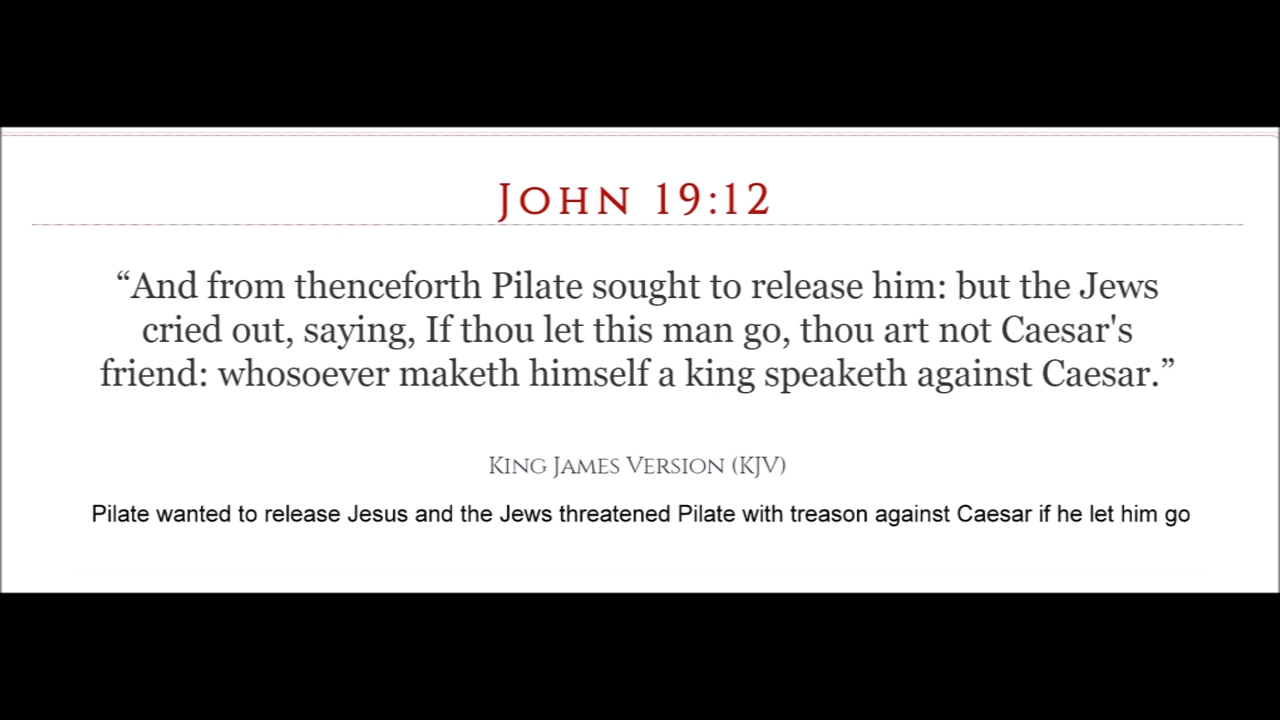 John 19:12
“And from thenceforth Pilate sought to release him: but the Jews
cried out, saying, If thou let this man go, thou art not Caesar's
friend: whosoever maketh himself a king speaketh against Caesar.”
King James Version (KJV)
Pilate wanted to release Jesus and the Jews threatened Pilate with treason against Caesar if he let him go